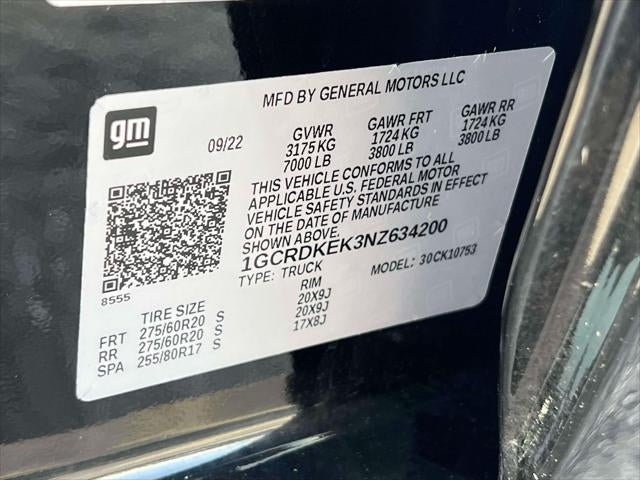 MFD BY GENERAL MOTORS LLC
gm
09/22
GVWR GAWR FRT GAWR RR
3175 KG 1724 KG 1724 KG
7000 LB 3800 LB 3800 LB
THIS VEHICLE CONFORMS TO ALL
APPLICABLE U.S. FEDERAL MOTOR
VEHICLE SAFETY STANDARDS IN EFFECT
ON THE DATE OF MANUFACTURE
SHOWN ABOVE.
1GCRDKEK3NZ634200
TYPE: TRUCK MODEL: 30CK10753
8555
TIRE SIZE RIM
FRT 275/60R20 S 20X9J
RR 275/60R20 S 20X9J
SPA 255/80R17 S 17X8J